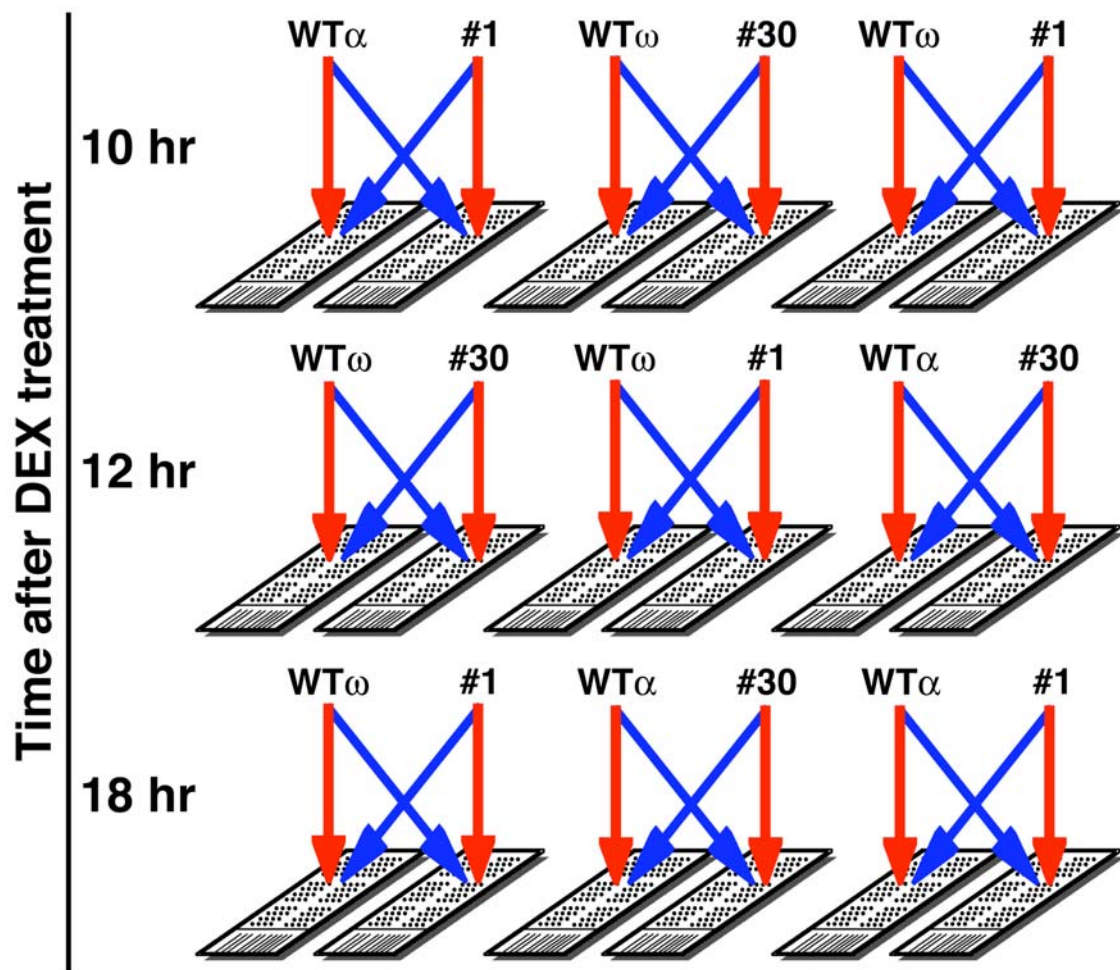 Time after DEX treatment
WTα #1 WTω #30 WTω #1
10 hr
WTω #30 WTω #1 WTα #30
12 hr
WTω #1 WTα #30 WTα #1
18 hr